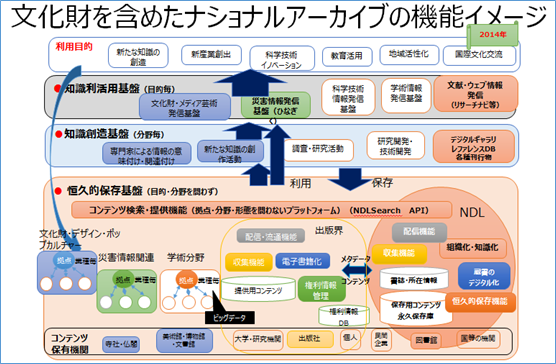 文化財を含めたナショナルアーカイブの機能イメージ
2014年
利用目的
新たな知識の
創造
新産業創出
科学技術
イノベーション
教育活用
地域活性化
国際文化交流
● 知識利活用基盤（目的毎）
文化財・メディア芸術
発信基盤
災害情報発信
基盤（ひなぎ
く）
科学技術
情報発信
基盤
学術情報
発信基盤
文献・ウェブ情報
発信
（リサーチナビ等）
● 知識創造基盤（分野毎）
専門家による情報の意
味付け・関連付け
新たな知識の創
作活動
調査・研究活動
研究開発・
技術開発
デジタルギャラリ
レファレンスDB
各種刊行物
利用
保存
● 恒久的保存基盤（目的・分野を問わず）
コンテンツ検索・提供機能（拠点・分野・形態を問わないプラットフォーム）（NDLSearch API）
NDL
出版界
文化財・デザイン・ポッ
プカルチャー
拠点
業種毎
災害情報関連
拠点
業種毎
学術分野
拠点
業種毎
ビッグデータ
配信・流通機能
収集機能
電子書籍化
提供用コンテンツ
権利情報
管理
権利情報
DB
メタデータ
コンテンツ
配信機能
収集機能
組織化・知識化
書誌・所在情報
蔵書の
デジタル化
保存用コンテンツ
永久保存庫
恒久的保存機能
コンテンツ
保有機関
寺社・仏閣
美術館・博物館
・文書館
大学・研究機関
出版社
個人
民間
企業
図書館
国等の機関